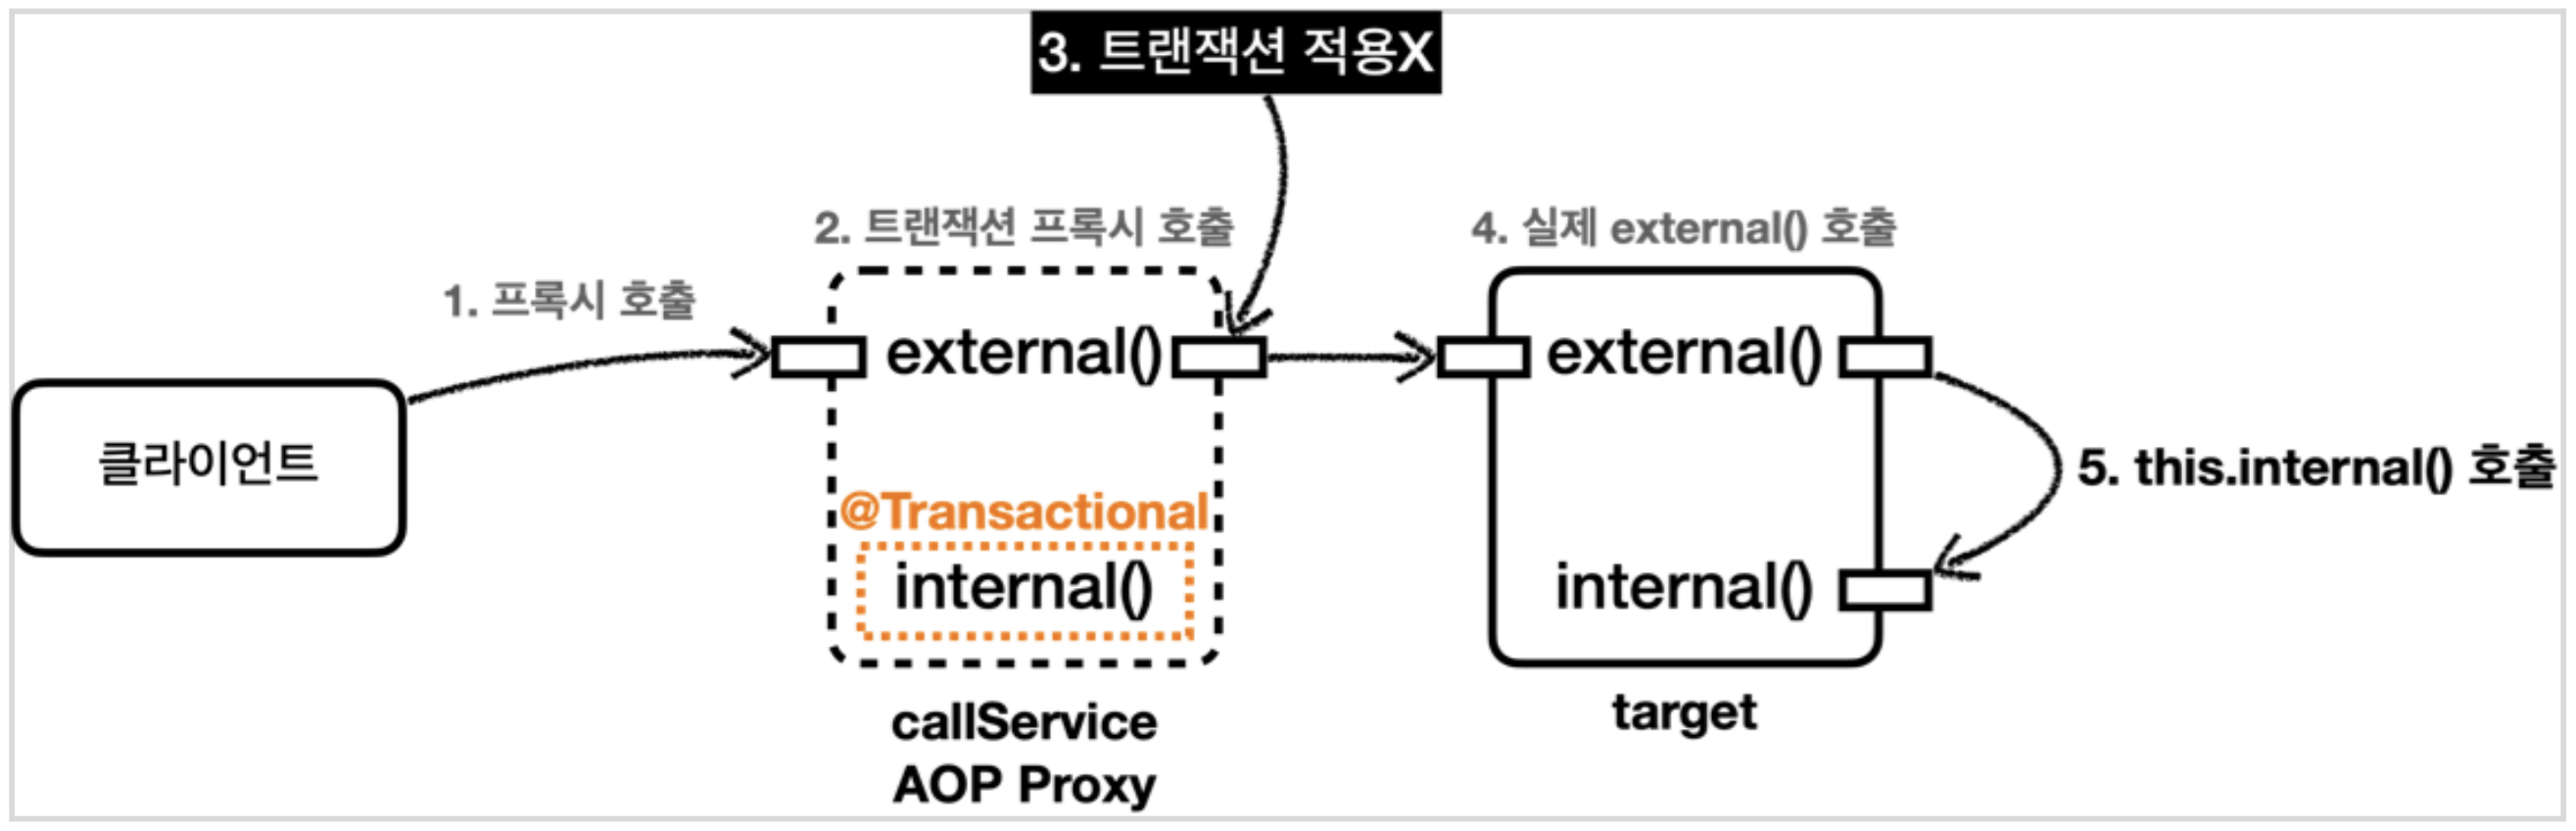 3. 트랜잭션 적용X
2. 트랜잭션 프록시 호출
4. 실제 external() 호출
1. 프록시 호출
external()
external()
클라이언트
5. this.internal() 호출
@Transactional
internal()
internal()
callService
AOP Proxy
target